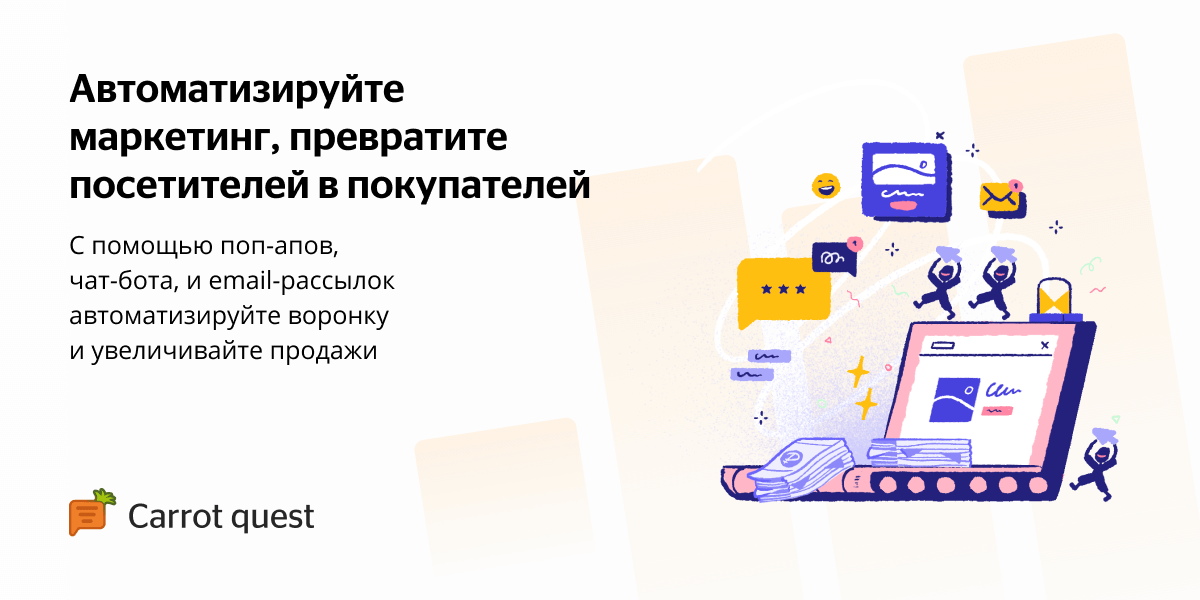 Автоматизируйте
маркетинг, превратите
посетителей в покупателей
С помощью поп-апов,
чат-бота, и email-рассылок
автоматизируйте воронку
и увеличивайте продажи
Carrot quest